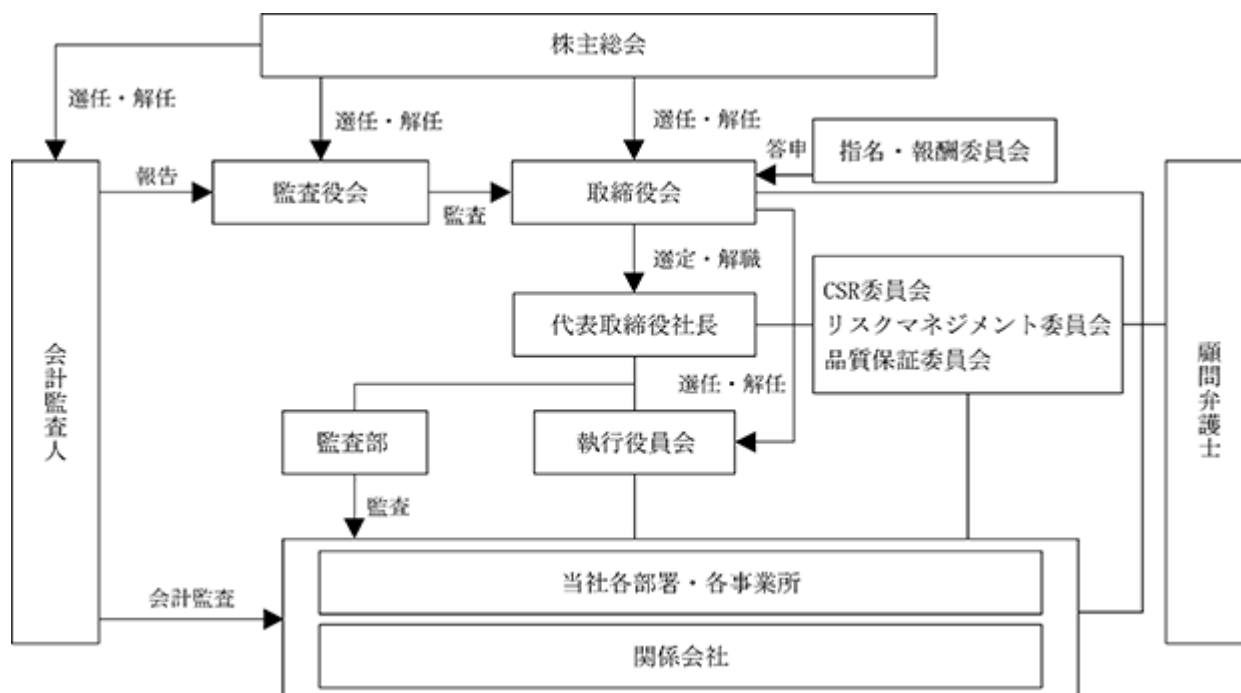 株主総会
選任・解任
選任・解任
選任・解任
答申
指名・報酬委員会
報告
監査役会
監査
取締役会
選定・解職
CSR委員会
リスクマネジメント委員会
品質保証委員会
代表取締役社長
選任・解任
会計監査人
顧問弁護士
監査部
執行役員会
監査
当社各部署・各事業所
会計監査
関係会社